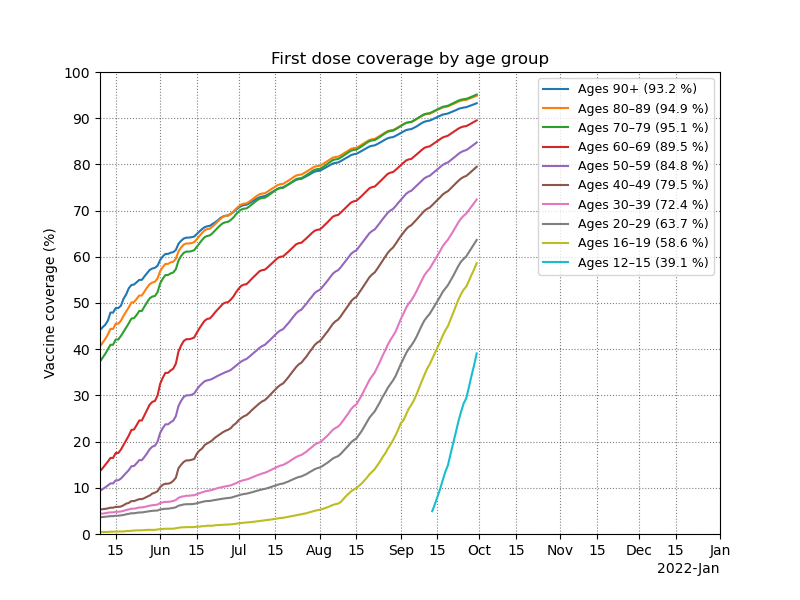 First dose coverage by age group
Vaccine coverage (%)
100
90
80
70
60
50
40
30
20
10
0
Ages 90+ (93.2 %)
Ages 80–89 (94.9 %)
Ages 70–79 (95.1 %)
Ages 60–69 (89.5 %)
Ages 50–59 (84.8 %)
Ages 40–49 (79.5 %)
Ages 30–39 (72.4 %)
Ages 20–29 (63.7 %)
Ages 16–19 (58.6 %)
Ages 12–15 (39.1 %)
15 Jun 15 Jul 15 Aug 15 Sep 15 Oct 15 Nov 15 Dec 15 Jan
2022-Jan